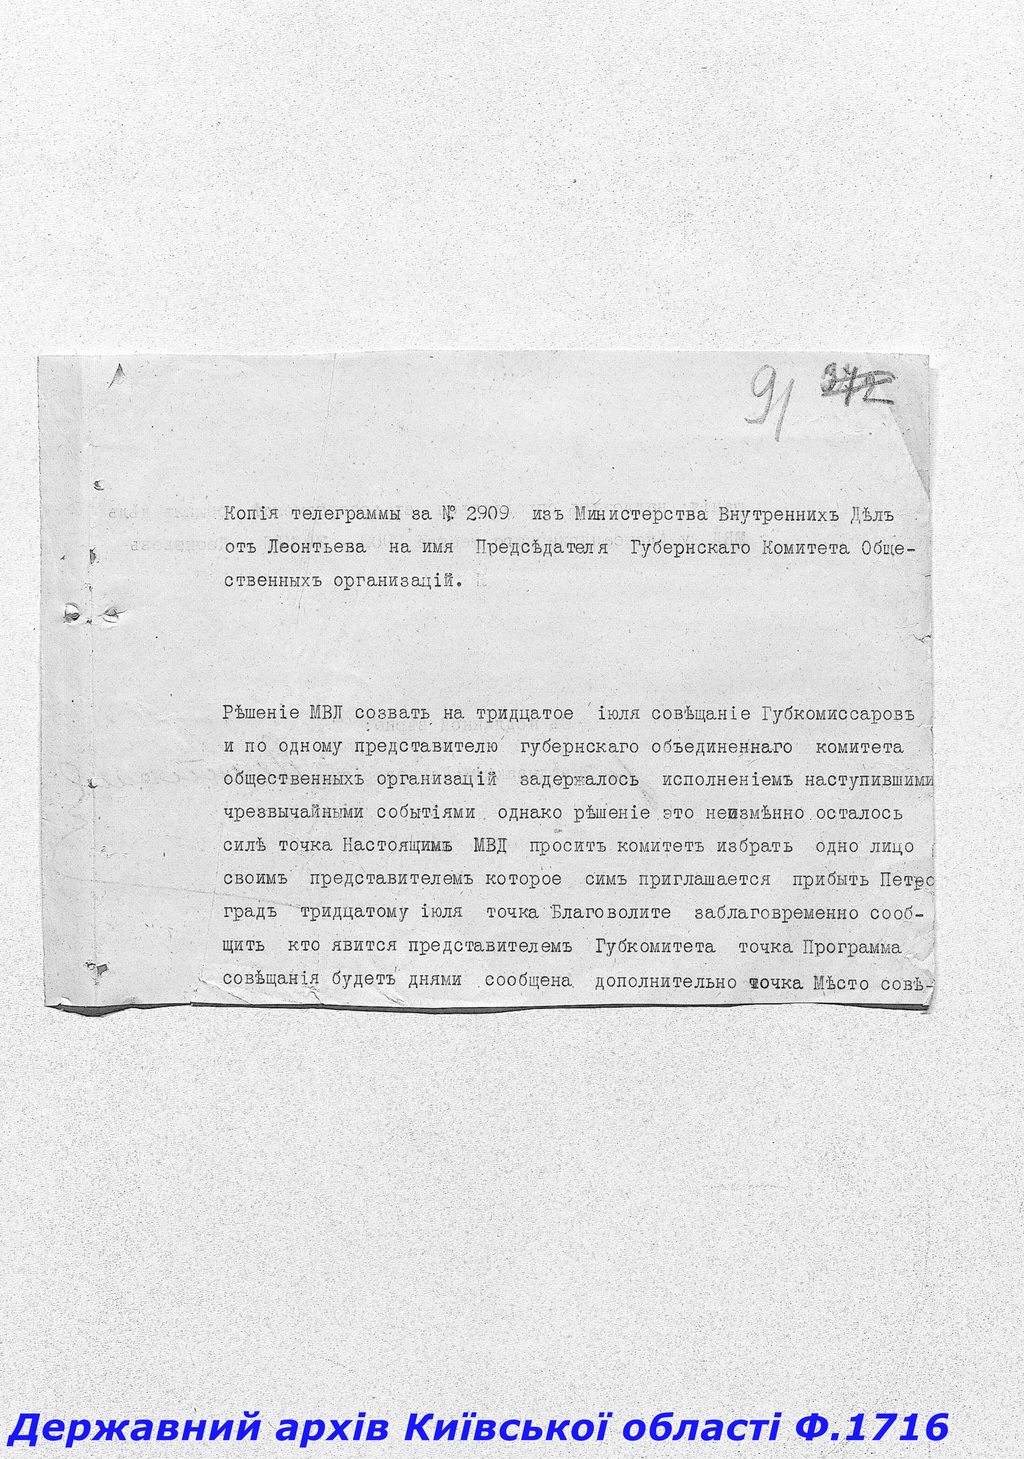 91 372
Копія телеграммы за № 2909 изъ Министерства Внутреннихъ Дѣлъ
отъ Леонтьева на имя Предсѣдателя Губернскаго Комитета Обще-
ственныхъ организацій.
Рѣшеніе МВЛ созвать на тридцатое іюля совѣщаніе Губкомиссаровъ
и по одному представителю губернскаго объединеннаго комитета
общественныхъ организацій задержалось исполненіемъ наступившими
чрезвычайными событіями однако рѣшеніе это неизмѣнно осталось
силѣ точка Настоящимъ МВД проситъ комитетъ избрать одно лицо
своимъ представителемъ которое симъ приглашается прибыть Петро
градъ тридцатому іюля точка Благоволите заблаговременно сооб-
щить кто явится представителемъ Губкомитета точка Программа
совѣщанія будетъ днями сообщена дополнительно точка Мѣсто совѣ-
Державний архів Київської області Ф.1716